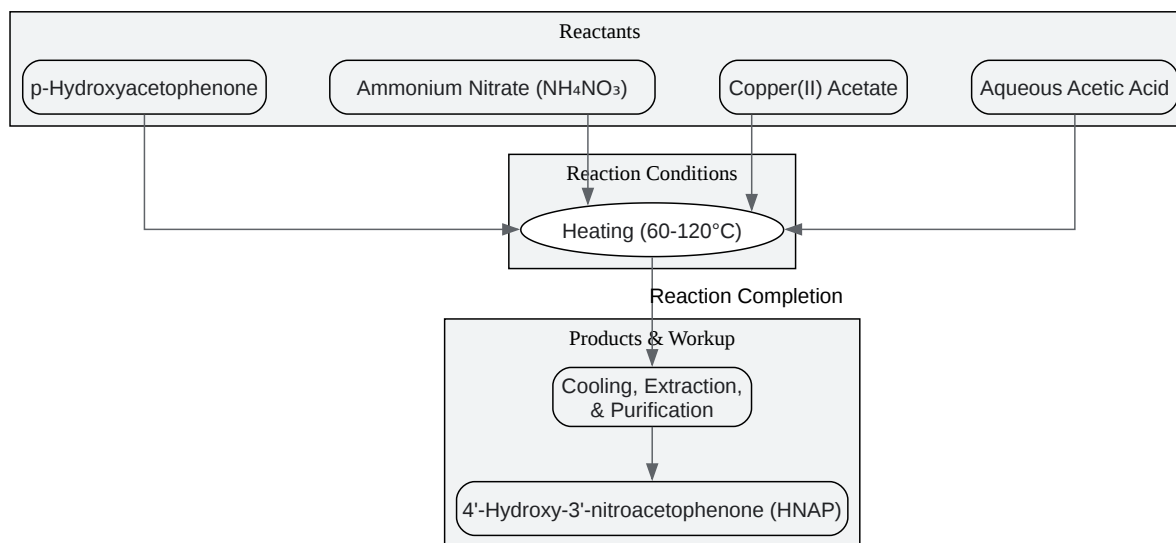 Reactants
p-Hydroxyacetophenone
Ammonium Nitrate (NH₄NO₃)
Copper(II) Acetate
Aqueous Acetic Acid
Reaction Conditions
Heating (60-120°C)
Reaction Completion
Products & Workup
Cooling, Extraction,
& Purification
4'-Hydroxy-3'-nitroacetophenone (HNAP)